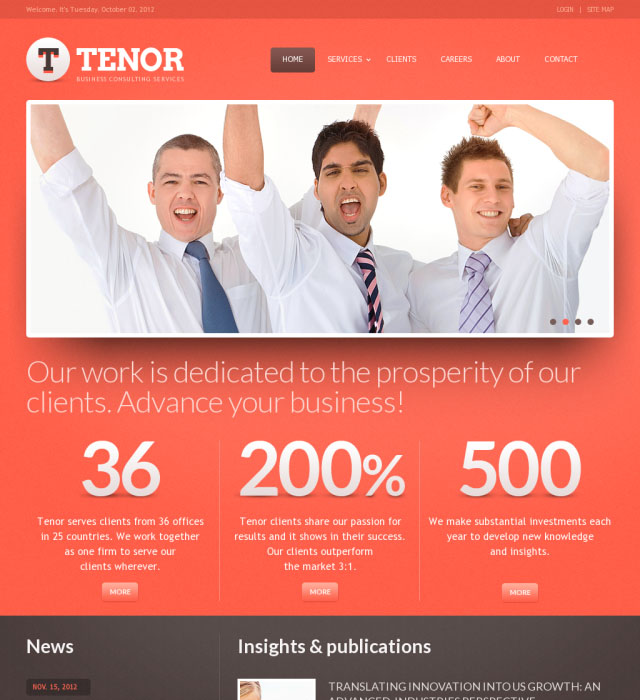 Welcome. It's Tuesday, October 02, 2012
LOGIN | SITE MAP
T TENOR
BUSINESS CONSULTING SERVICES
HOME SERVICES CLIENTS CAREERS ABOUT CONTACT
Our work is dedicated to the prosperity of our
clients. Advance your business!
36
200%
500
Tenor serves clients from 36 offices
in 25 countries. We work together
as one firm to serve our
clients wherever.
MORE
Tenor clients share our passion for
results and it shows in their success.
Our clients outperform
the market 3:1.
MORE
We make substantial investments each
year to develop new knowledge
and insights.
MORE
News
NOV. 15, 2012
Insights & publications
TRANSLATING INNOVATION INTO US GROWTH: AN
ADVANCED-INDUSTRIES PERSPECTIVE